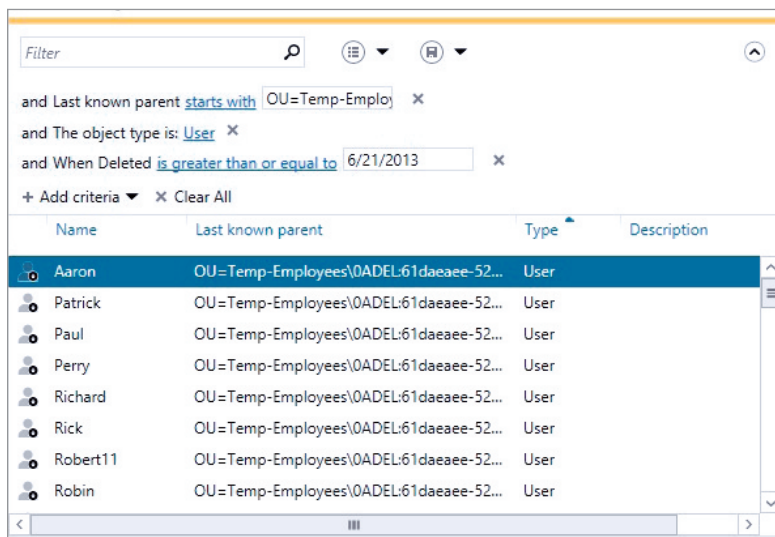 Filter
and Last known parent starts with OU=Temp-Employ
and The object type is: User
and When Deleted is greater than or equal to 6/21/2013
Add criteria Clear All
Name Last known parent Type Description
Aaron OU=Temp-Employees\0ADEL:61daeaee-52... User
Patrick OU=Temp-Employees\0ADEL:61daeaee-52... User
Paul OU=Temp-Employees\0ADEL:61daeaee-52... User
Perry OU=Temp-Employees\0ADEL:61daeaee-52... User
Richard OU=Temp-Employees\0ADEL:61daeaee-52... User
Rick OU=Temp-Employees\0ADEL:61daeaee-52... User
Robert11 OU=Temp-Employees\0ADEL:61daeaee-52... User
Robin OU=Temp-Employees\0ADEL:61daeaee-52... User